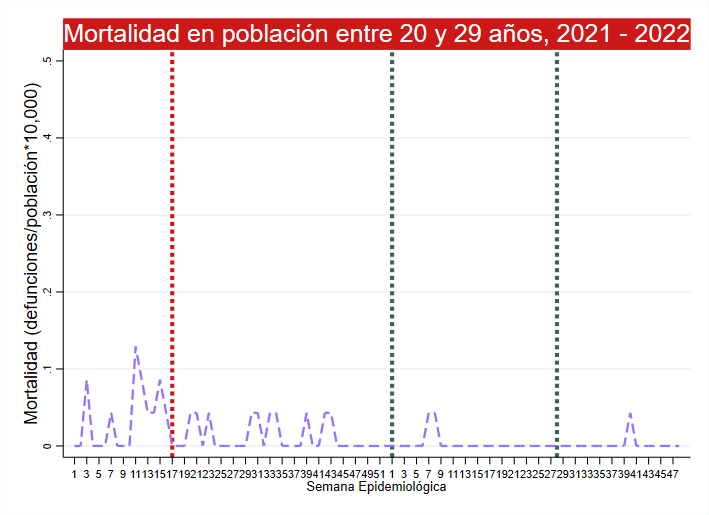 Mortalidad en población entre 20 y 29 años, 2021 - 2022
Mortalidad (defunciones/población*10,000)
.5
.4
.3
.2
.1
0
1 3 5 7 9 11 13 15 17 19 21 23 25 27 29 31 33 35 37 39 41 43 45 47 49 51 1 3 5 7 9 11 13 15 17 19 21 23 25 27 29 31 33 35 37 39 41 43 45 47
Semana Epidemiológica